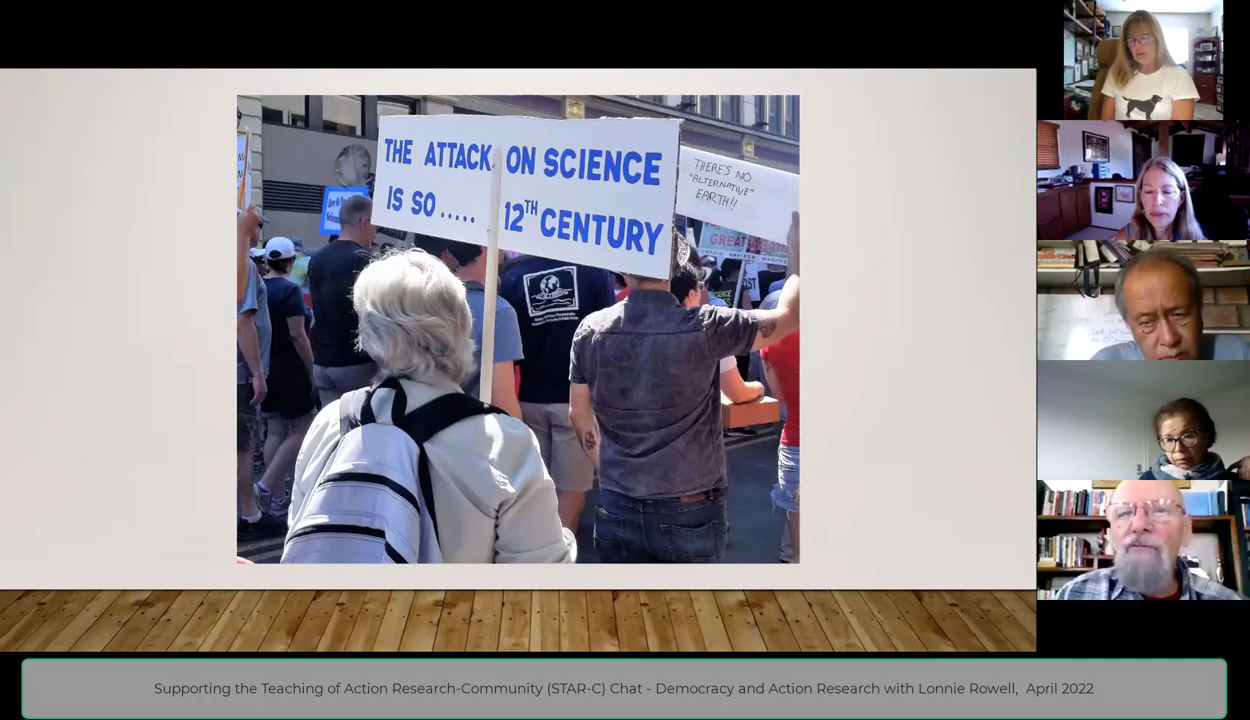 THE ATTACK ON SCIENCE
IS SO..... 12TH CENTURY
THERE'S NO
"ALTERNATIVE"
EARTH!!
Supporting the Teaching of Action Research-Community (STAR-C) Chat - Democracy and Action Research with Lonnie Rowell, April 2022